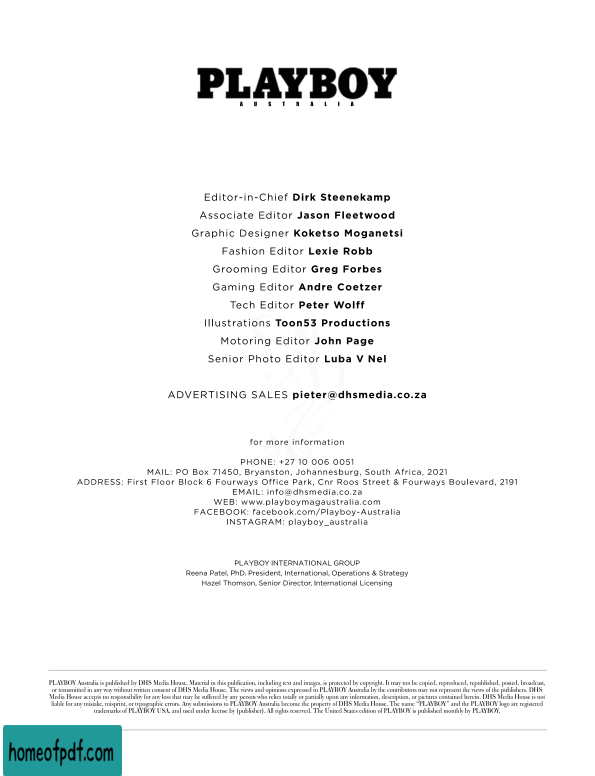 PLAYBOY
AUSTRALIA
Editor-in-Chief Dirk Steenekamp
Associate Editor Jason Fleetwood
Graphic Designer Koketso Moganetsi
Fashion Editor Lexie Robb
Grooming Editor Greg Forbes
Gaming Editor Andre Coetzer
Tech Editor Peter Wolff
Illustrations Toon53 Productions
Motoring Editor John Page
Senior Photo Editor Luba V Nel
ADVERTISING SALES pieter@dhsmedia.co.za
for more information
PHONE: +27 10 006 0051
MAIL: PO Box 71450, Bryanston, Johannesburg, South Africa, 2021
ADDRESS: First Floor Block 6 Fourways Office Park, Cnr Roos Street & Fourways Boulevard, 2191
EMAIL: info@dhsmedia.co.za
WEB: www.playboymagaustralia.com
FACEBOOK: facebook.com/Playboy-Australia
INSTAGRAM: playboy_australia
PLAYBOY INTERNATIONAL GROUP
Reena Patel, PhD. President, International, Operations & Strategy
Hazel Thomson, Senior Director, International Licensing
PLAYBOY Australia is published by DHS Media House. Material in this publication, including text and images, is protected by copyright. It may not be copied, reproduced, republished, posted, broadcast,
or transmitted in any way without written consent of DHS Media House. The views and opinions expressed in PLAYBOY Australia by the contributors may not represent the views of the publishers. DHS
Media House accepts no responsibility for any loss that may be suffered by any person who relies totally or partially upon any information, description, or pictures contained herein. DHS Media House is not
liable for any mistake, misprint, or typographic errors. Any submissions to PLAYBOY Australia become the property of DHS Media House. The name "PLAYBOY" and the PLAYBOY logo are registered
trademarks of PLAYBOY USA, and used under license by (publisher). All rights reserved. The United States edition of PLAYBOY is published monthly by PLAYBOY.
homeofpdf.com